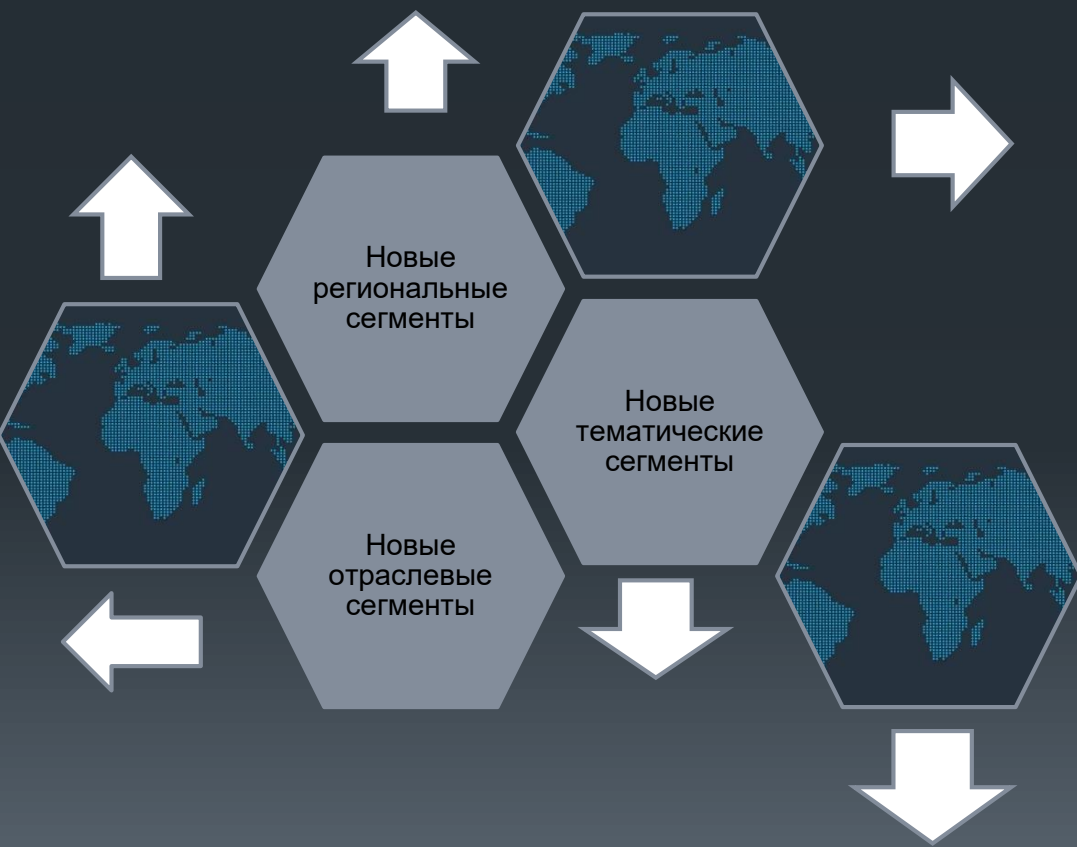 Новые
региональные
сегменты
Новые
тематические
сегменты
Новые
отраслевые
сегменты